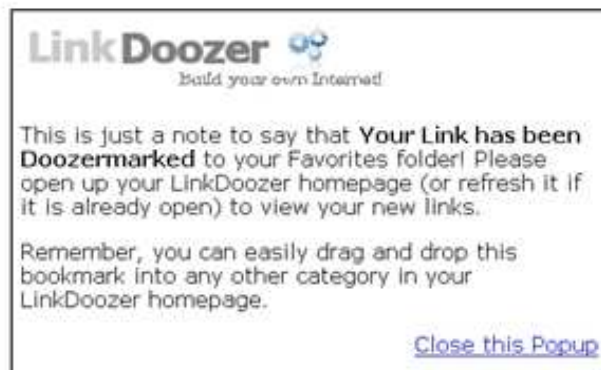 LinkDoozer
Build your own Internet!
This is just a note to say that Your Link has been
Doozermarked to your Favorites folder! Please
open up your LinkDoozer homepage (or refresh it if
it is already open) to view your new links.
Remember, you can easily drag and drop this
bookmark into any other category in your
LinkDoozer homepage.
Close this Popup